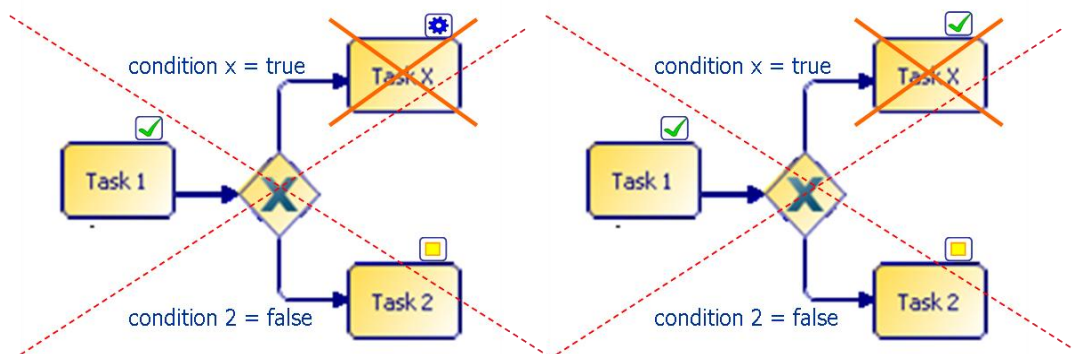 condition x = true
Task X
Task 1
X
Task 2
condition 2 = false
condition x = true
Task X
Task 1
X
Task 2
condition 2 = false